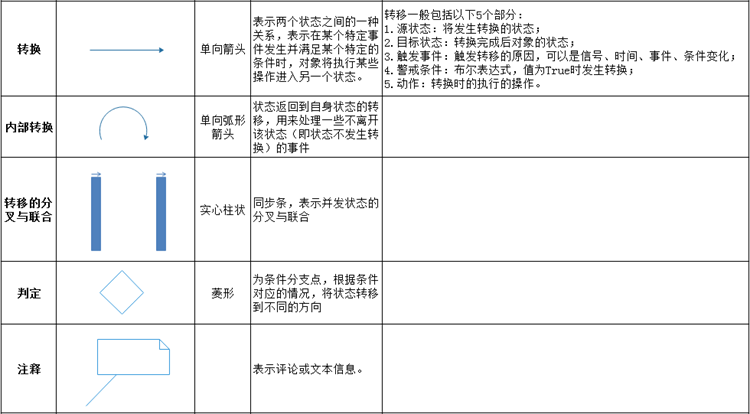 转换
单向箭头
表示两个状态之间的一种
关系，表示在某个特定事
件发生并满足某个特定的
条件时，对象将执行某些
操作进入另一个状态。
转移一般包括以下5个部分：
1.源状态：将发生转换的状态；
2.目标状态：转换完成后对象的状态；
3.触发事件：触发转移的原因，可以是信号、时间、事件、条件变化；
4.警戒条件：布尔表达式，值为True时发生转换；
5.动作：转换时的执行的操作。
内部转换
单向弧形
箭头
状态返回到自身状态的转
移，用来处理一些不离开
该状态（即状态不发生转
换）的事件
转移的分
叉与联合
实心柱状
同步条，表示并发状态的
分叉与联合
判定
菱形
为条件分支点，根据条件
对应的情况，将状态转移
到不同的方向
注释
表示评论或文本信息。